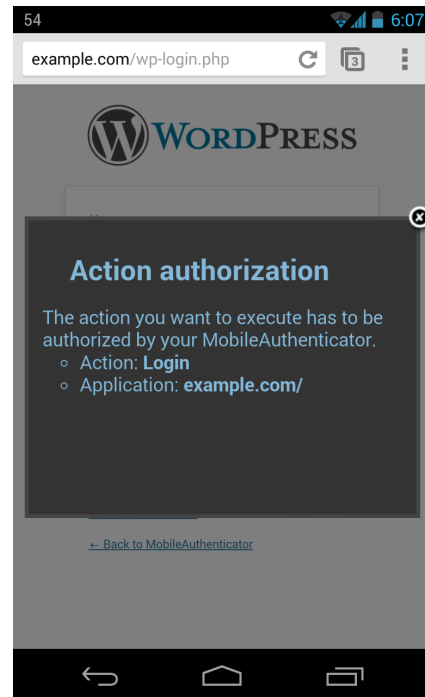 54
6:07
example.com/wp-login.php
3
WORDPRESS
Action authorization
The action you want to execute has to be
authorized by your MobileAuthenticator.
Action: Login
Application: example.com/
← Back to MobileAuthenticator